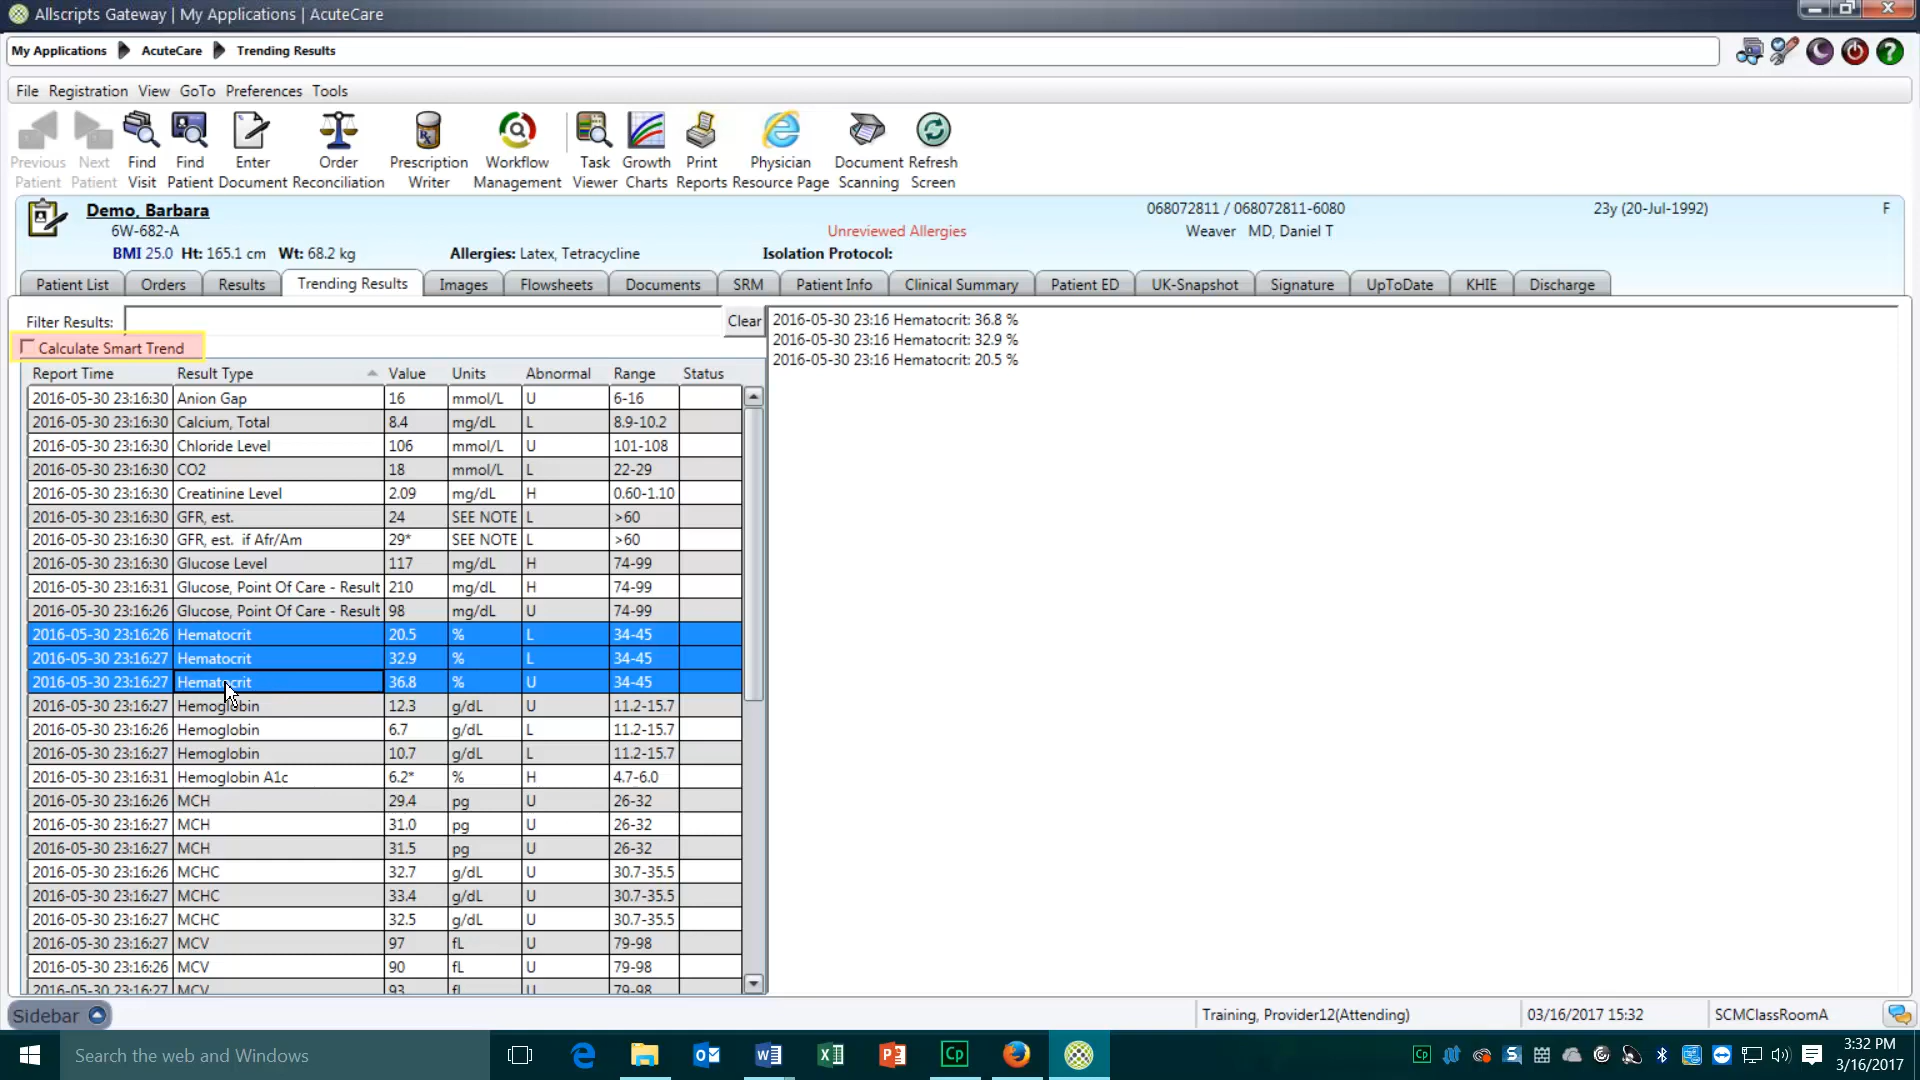 Allscripts Gateway | My Applications | AcuteCare
My Applications AcuteCare Trending Results
File Registration View GoTo Preferences Tools
Previous Patient
Next Patient
Find Visit
Find Patient
Enter Document
Order Reconciliation
Prescription Writer
Workflow Management
Task Viewer
Growth Charts
Print Reports
Physician Resource Page
Document Scanning
Refresh Screen
Demo, Barbara 068072811 / 068072811-6080 23y (20-Jul-1992) F
6W-682-A Unreviewed Allergies Weaver MD, Daniel T
BMI 25.0 Ht: 165.1 cm Wt: 68.2 kg Allergies: Latex, Tetracycline Isolation Protocol:
Patient List Orders Results Trending Results Images Flowsheets Documents SRM Patient Info Clinical Summary Patient ED UK-Snapshot Signature UpToDate KHIE Discharge
Filter Results: Clear
Calculate Smart Trend
2016-05-30 23:16 Hematocrit: 36.8 %
2016-05-30 23:16 Hematocrit: 32.9 %
2016-05-30 23:16 Hematocrit: 20.5 %
Report Time Result Type Value Units Abnormal Range Status
2016-05-30 23:16:30 Anion Gap 16 mmol/L U 6-16
2016-05-30 23:16:30 Calcium, Total 8.4 mg/dL L 8.9-10.2
2016-05-30 23:16:30 Chloride Level 106 mmol/L U 101-108
2016-05-30 23:16:30 CO2 18 mmol/L L 22-29
2016-05-30 23:16:30 Creatinine Level 2.09 mg/dL H 0.60-1.10
2016-05-30 23:16:30 GFR, est. 24 SEE NOTE L >60
2016-05-30 23:16:30 GFR, est. if Afr/Am 29* SEE NOTE L >60
2016-05-30 23:16:30 Glucose Level 117 mg/dL H 74-99
2016-05-30 23:16:31 Glucose, Point Of Care - Result 210 mg/dL H 74-99
2016-05-30 23:16:26 Glucose, Point Of Care - Result 98 mg/dL U 74-99
2016-05-30 23:16:26 Hematocrit 20.5 % L 34-45
2016-05-30 23:16:27 Hematocrit 32.9 % L 34-45
2016-05-30 23:16:27 Hematocrit 36.8 % U 34-45
2016-05-30 23:16:27 Hemoglobin 12.3 g/dL U 11.2-15.7
2016-05-30 23:16:26 Hemoglobin 6.7 g/dL L 11.2-15.7
2016-05-30 23:16:27 Hemoglobin 10.7 g/dL L 11.2-15.7
2016-05-30 23:16:31 Hemoglobin A1c 6.2* % H 4.7-6.0
2016-05-30 23:16:26 MCH 29.4 pg U 26-32
2016-05-30 23:16:27 MCH 31.0 pg U 26-32
2016-05-30 23:16:27 MCH 31.5 pg U 26-32
2016-05-30 23:16:26 MCHC 32.7 g/dL U 30.7-35.5
2016-05-30 23:16:27 MCHC 33.4 g/dL U 30.7-35.5
2016-05-30 23:16:27 MCHC 32.5 g/dL U 30.7-35.5
2016-05-30 23:16:27 MCV 97 fL U 79-98
2016-05-30 23:16:26 MCV 90 fL U 79-98
2016-05-30 23:16:27 MCV 93 fL U 79-98
Sidebar Training, Provider12(Attending) 03/16/2017 15:32 SCMClassRoomA
Search the web and Windows
3:32 PM
3/16/2017